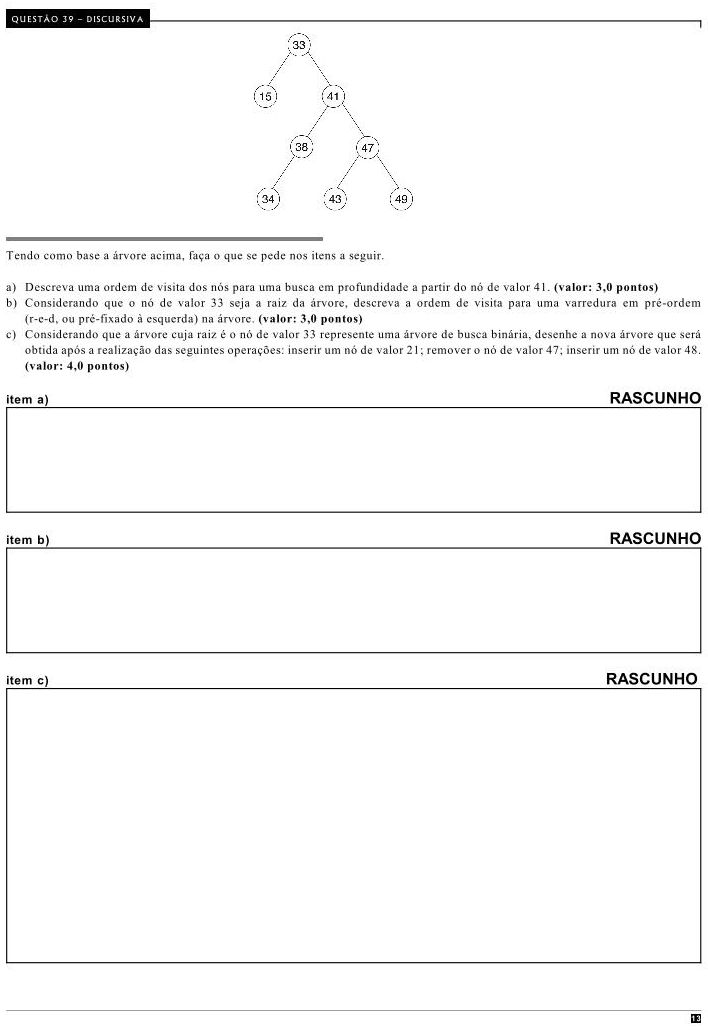 QUESTÃO 39 – DISCURSIVA
33
15
41
38
47
34
43
49
Tendo como base a árvore acima, faça o que se pede nos itens a seguir.
a) Descreva uma ordem de visita dos nós para uma busca em profundidade a partir do nó de valor 41. (valor: 3,0 pontos)
b) Considerando que o nó de valor 33 seja a raiz da árvore, descreva a ordem de visita para uma varredura em pré-ordem
(r-e-d, ou pré-fixado à esquerda) na árvore. (valor: 3,0 pontos)
c) Considerando que a árvore cuja raiz é o nó de valor 33 represente uma árvore de busca binária, desenhe a nova árvore que será
obtida após a realização das seguintes operações: inserir um nó de valor 21; remover o nó de valor 47; inserir um nó de valor 48.
(valor: 4,0 pontos)
item a)
RASCUNHO
item b)
RASCUNHO
item c)
RASCUNHO
13